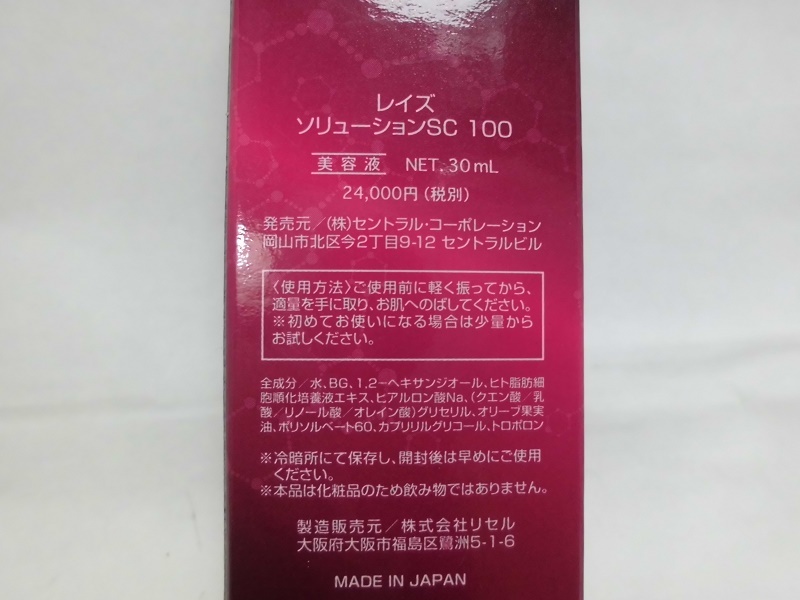 レイズ
ソリューションSC 100
美容液 NET. 30mL
24,000円(税別)
発売元/(株)セントラル・コーポレーション
岡山市北区今2丁目9-12 セントラルビル
〈使用方法〉ご使用前に軽く振ってから、
適量を手に取り、お肌へのばしてください。
※初めてお使いになる場合は少量から
お試しください。
全成分/水、BG、1,2-ヘキサンジオール、ヒト脂肪細
胞順化培養液エキス、ヒアルロン酸Na、(クエン酸/乳
酸/リノール酸/オレイン酸)グリセリル、オリーブ果実
油、ポリソルベート60、カプリリルグリコール、トロポロン
※冷暗所にて保存し、開封後は早めにご使用
ください。
※本品は化粧品のため飲み物ではありません。
製造販売元/株式会社リセル
大阪府大阪市福島区鷺洲5-1-6
MADE IN JAPAN